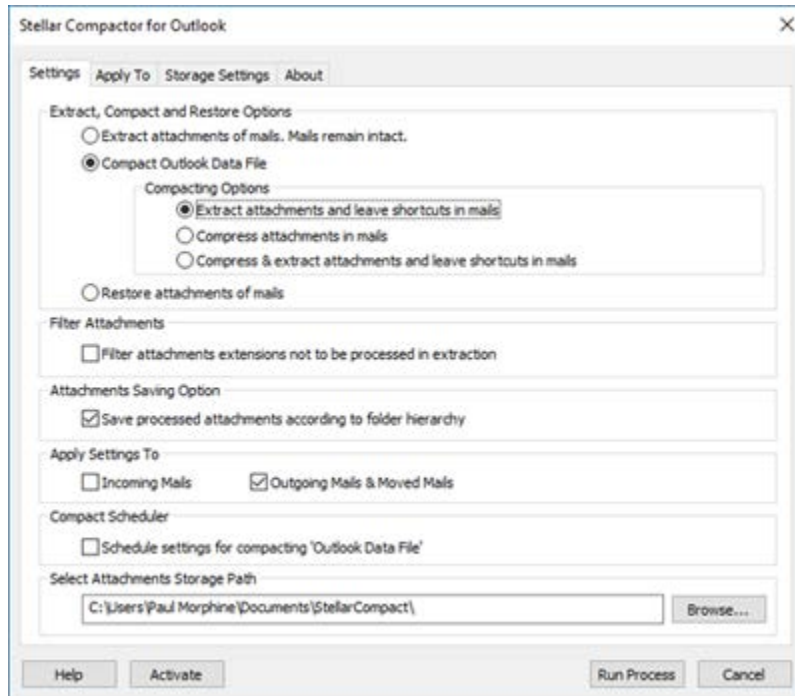 Stellar Compactor for Outlook
Settings Apply To Storage Settings About
Extract, Compact and Restore Options
Extract attachments of mails. Mails remain intact.
Compact Outlook Data File
Compacting Options
Extract attachments and leave shortcuts in mails
Compress attachments in mails
Compress & extract attachments and leave shortcuts in mails
Restore attachments of mails
Filter Attachments
Filter attachments extensions not to be processed in extraction
Attachments Saving Option
Save processed attachments according to folder hierarchy
Apply Settings To
Incoming Mails Outgoing Mails & Moved Mails
Compact Scheduler
Schedule settings for compacting 'Outlook Data File'
Select Attachments Storage Path
C:\Users\Paul Morphine\Documents\StellarCompact\ Browse...
Help Activate Run Process Cancel